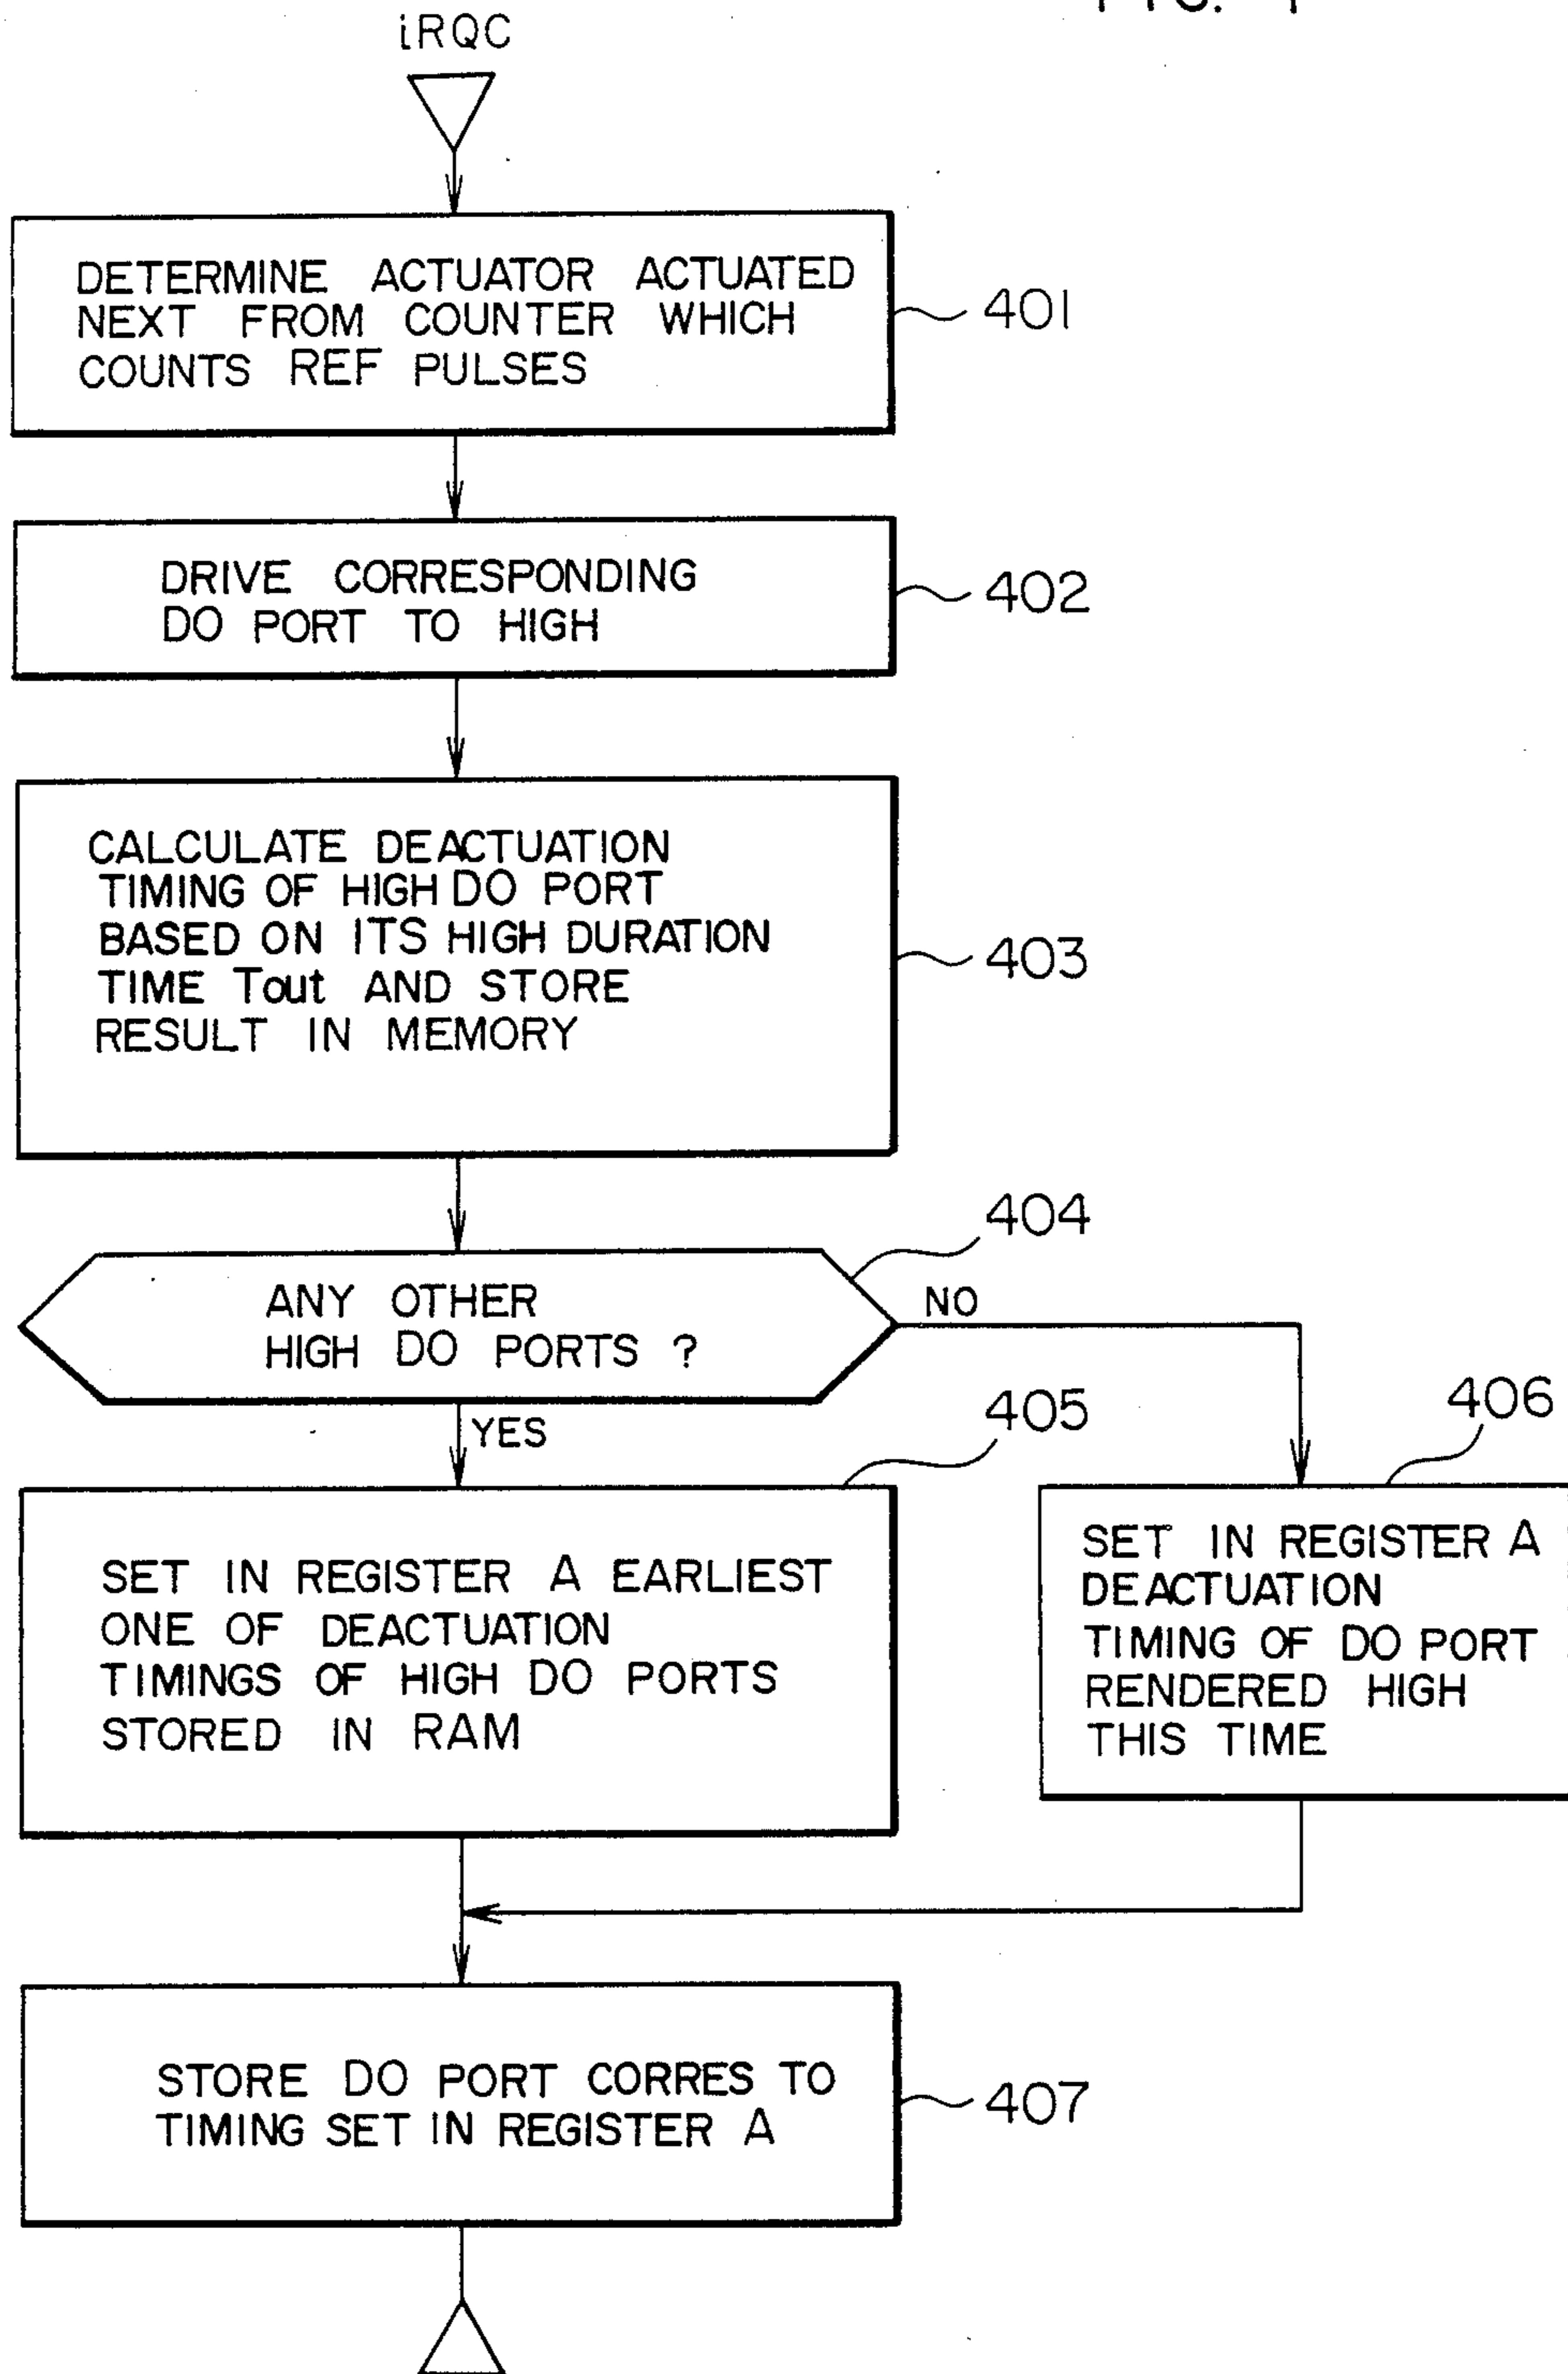 iRQC
DETERMINE ACTUATOR ACTUATED
NEXT FROM COUNTER WHICH
COUNTS REF PULSES
401
DRIVE CORRESPONDING
DO PORT TO HIGH
402
CALCULATE DEACTUATION
TIMING OF HIGH DO PORT
BASED ON ITS HIGH DURATION
TIME Tout AND STORE
RESULT IN MEMORY
403
404
ANY OTHER
HIGH DO PORTS ?
NO
YES
405
406
SET IN REGISTER A EARLIEST
ONE OF DEACTUATION
TIMINGS OF HIGH DO PORTS
STORED IN RAM
SET IN REGISTER A
DEACTUATION
TIMING OF DO PORT
RENDERED HIGH
THIS TIME
STORE DO PORT CORRES TO
TIMING SET IN REGISTER A
407